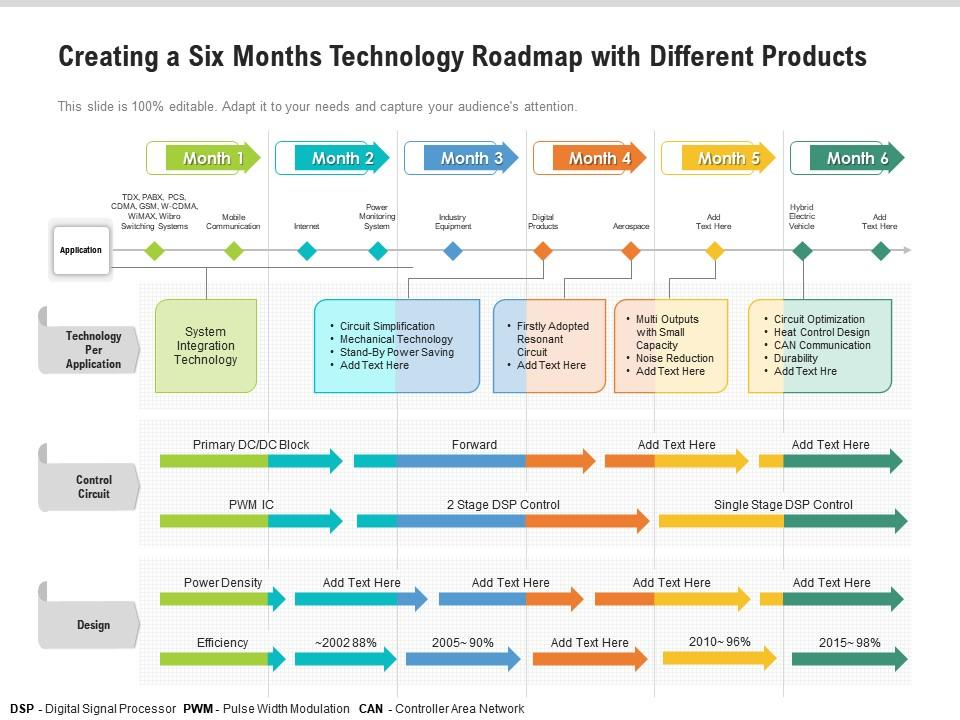 Creating a Six Months Technology Roadmap with Different Products
This slide is 100% editable. Adapt it to your needs and capture your audience's attention.
Month 1
Month 2
Month 3
Month 4
Month 5
Month 6
Application
TDX, PABX, PCS,
CDMA, GSM, W-CDMA,
WiMAX, Wibro
Switching Systems
Mobile
Communication
Internet
Power
Monitoring
System
Industry
Equipment
Digital
Products
Aerospace
Add
Text Here
Hybrid
Electric
Vehicle
Add
Text Here
Technology
Per
Application
System
Integration
Technology
• Circuit Simplification
• Mechanical Technology
• Stand-By Power Saving
• Add Text Here
• Firstly Adopted
Resonant
Circuit
• Add Text Here
• Multi Outputs
with Small
Capacity
• Noise Reduction
• Add Text Here
• Circuit Optimization
• Heat Control Design
• CAN Communication
• Durability
• Add Text Hre
Control
Circuit
Primary DC/DC Block
Forward
Add Text Here
Add Text Here
PWM IC
2 Stage DSP Control
Single Stage DSP Control
Design
Power Density
Add Text Here
Add Text Here
Add Text Here
Add Text Here
Efficiency
~2002 88%
2005~ 90%
Add Text Here
2010~ 96%
2015~ 98%
DSP - Digital Signal Processor PWM - Pulse Width Modulation CAN - Controller Area Network